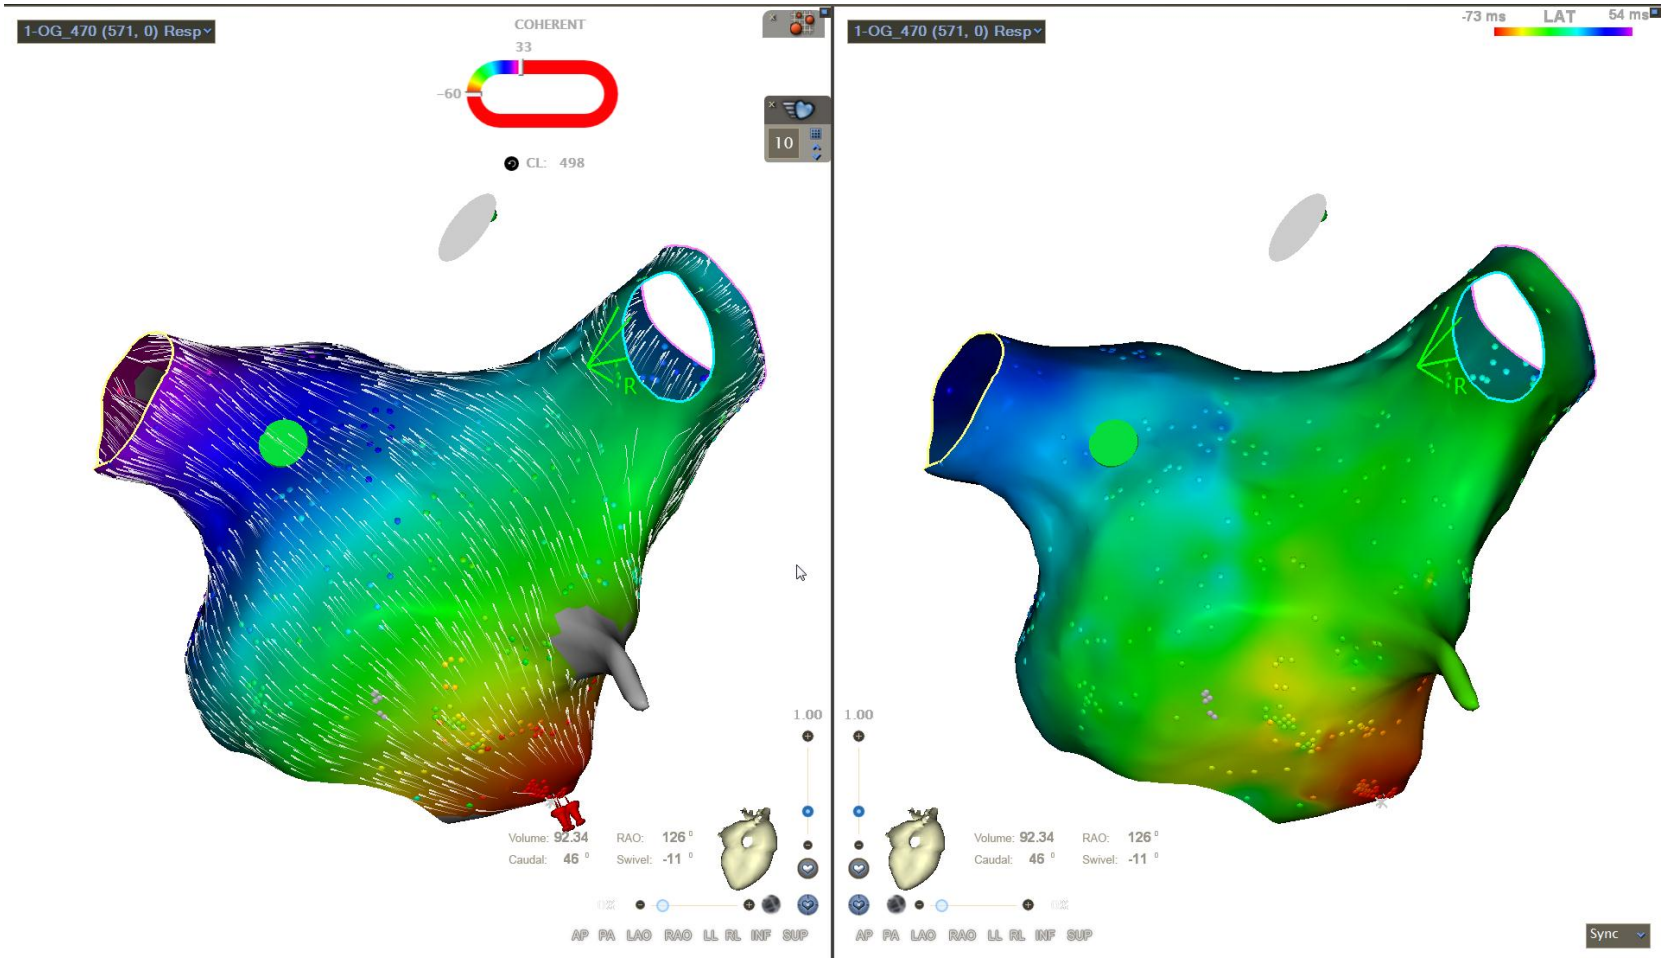 1-OG_470 (571, 0) Resp
COHERENT
33
-60
CL: 498
10
R
1.00
Volume: 92.34 RAO: 126°
Caudal: 46° Swivel: -11°
AP PA LAO RAO LL RL INF SUP
1-OG_470 (571, 0) Resp
-73 ms LAT 54 ms
R
1.00
Volume: 92.34 RAO: 126°
Caudal: 46° Swivel: -11°
AP PA LAO RAO LL RL INF SUP
Sync